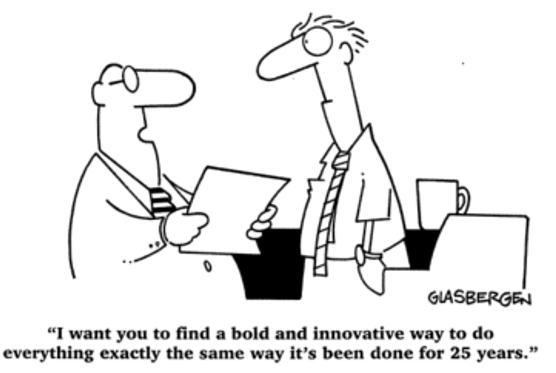 GLASBERGEN
“I want you to find a bold and innovative way to do
everything exactly the same way it’s been done for 25 years.”